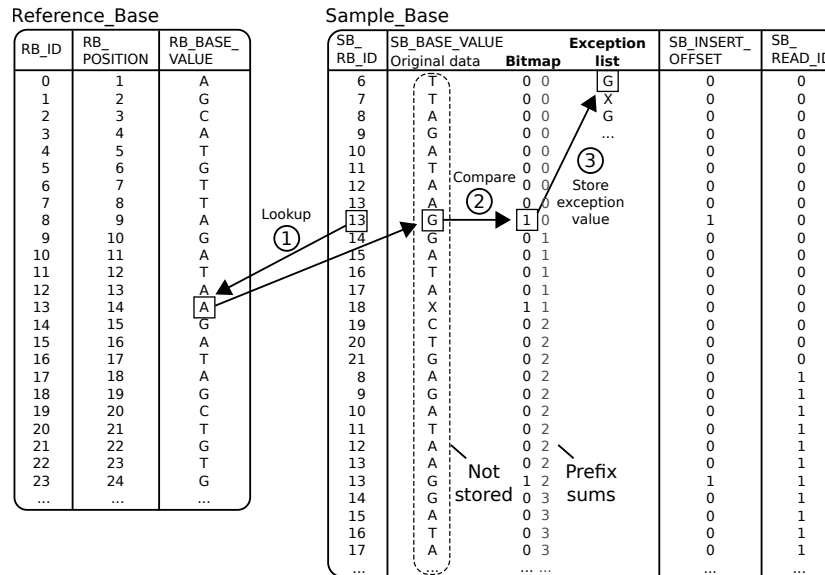 Reference_Base
RB_ID RB_ POSITION RB_BASE_ VALUE
0 1 A
1 2 G
2 3 C
3 4 A
4 5 T
5 6 G
6 7 T
7 8 T
8 9 A
9 10 G
10 11 A
11 12 T
12 13 A
13 14 A
14 15 G
15 16 A
16 17 T
17 18 A
18 19 G
19 20 C
20 21 T
21 22 G
22 23 T
23 24 G
... ... ...
Lookup
1
Sample_Base
SB_ RB_ID SB_BASE_VALUE Original data Bitmap Exception list SB_INSERT_ OFFSET SB_ READ_ID
6 T 0 0 G 0 0
7 T 0 0 X 0 0
8 A 0 0 G 0 0
9 G 0 0 ... 0 0
10 A 0 0 0 0
11 T 0 0 0 0
12 A 0 0 0 0
13 A 0 0 0 0
13 G 1 0 1 0
14 G 0 1 0 0
15 A 0 1 0 0
16 T 0 1 0 0
17 A 0 1 0 0
18 X 1 1 0 0
19 C 0 2 0 0
20 T 0 2 0 0
21 G 0 2 0 0
8 A 0 2 0 1
9 G 0 2 0 1
10 A 0 2 0 1
11 T 0 2 0 1
12 A 0 2 0 1
13 A 0 2 0 1
13 G 1 2 1 1
14 G 0 3 0 1
15 A 0 3 0 1
16 T 0 3 0 1
17 A 0 3 0 1
... ... ... ... ... ...
Compare
2
3
Store
exception
value
Not
stored
Prefix
sums